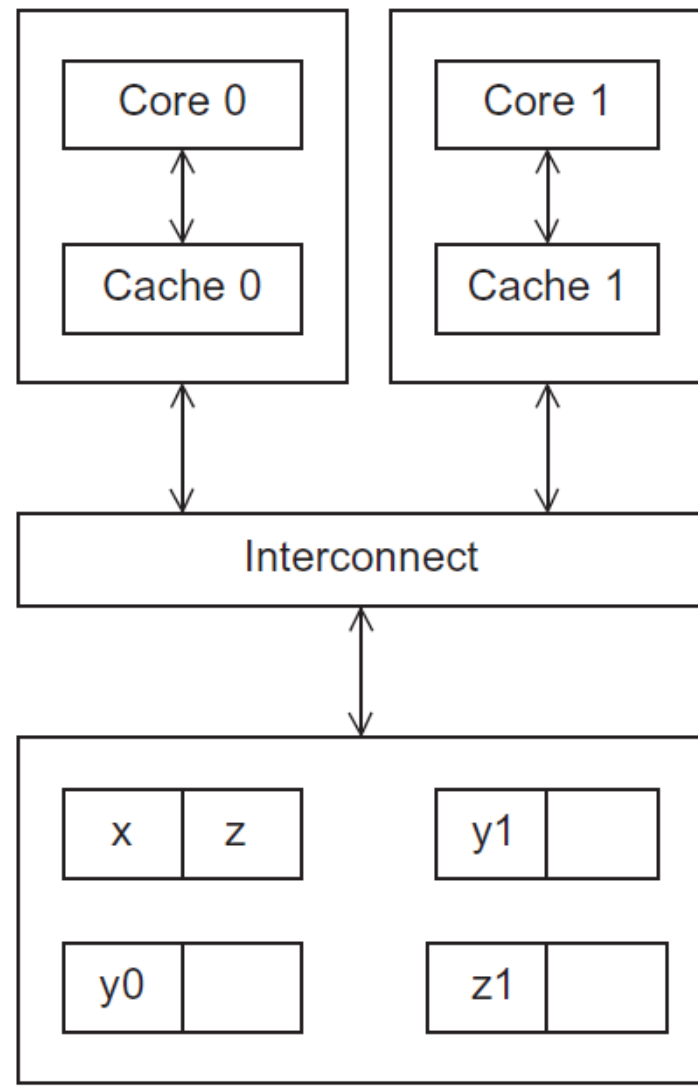 Core 0
Core 1
Cache 0
Cache 1
Interconnect
x z
y1
y0
z1